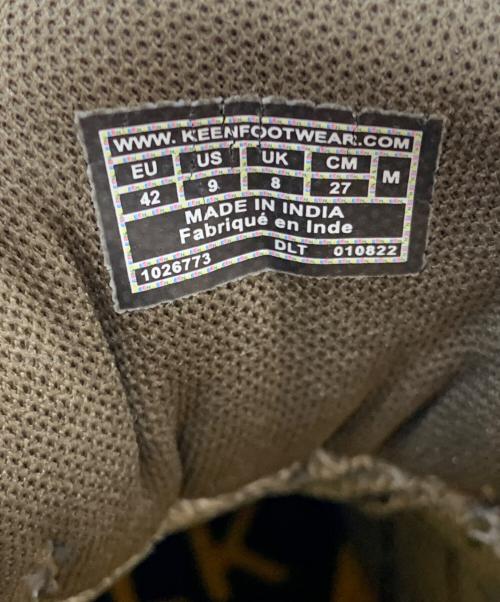 WWW. KEENFOOTWEAR.COM
EU US UK CM M
42 9 8 27
MADE IN INDIA
Fabriqué en Inde
1026773 DLT 010822